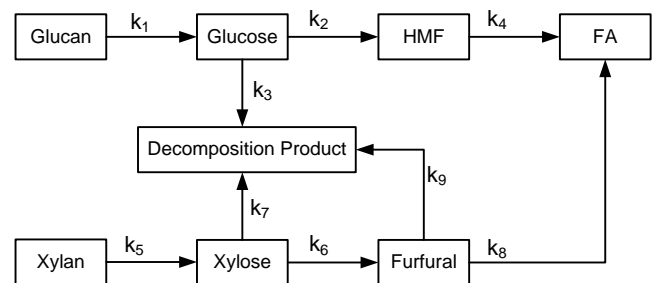 Glucan k₁ Glucose k₂ HMF k₄ FA
k₃
Decomposition Product
k₉
k₇
Xylan k₅ Xylose k₆ Furfural k₈